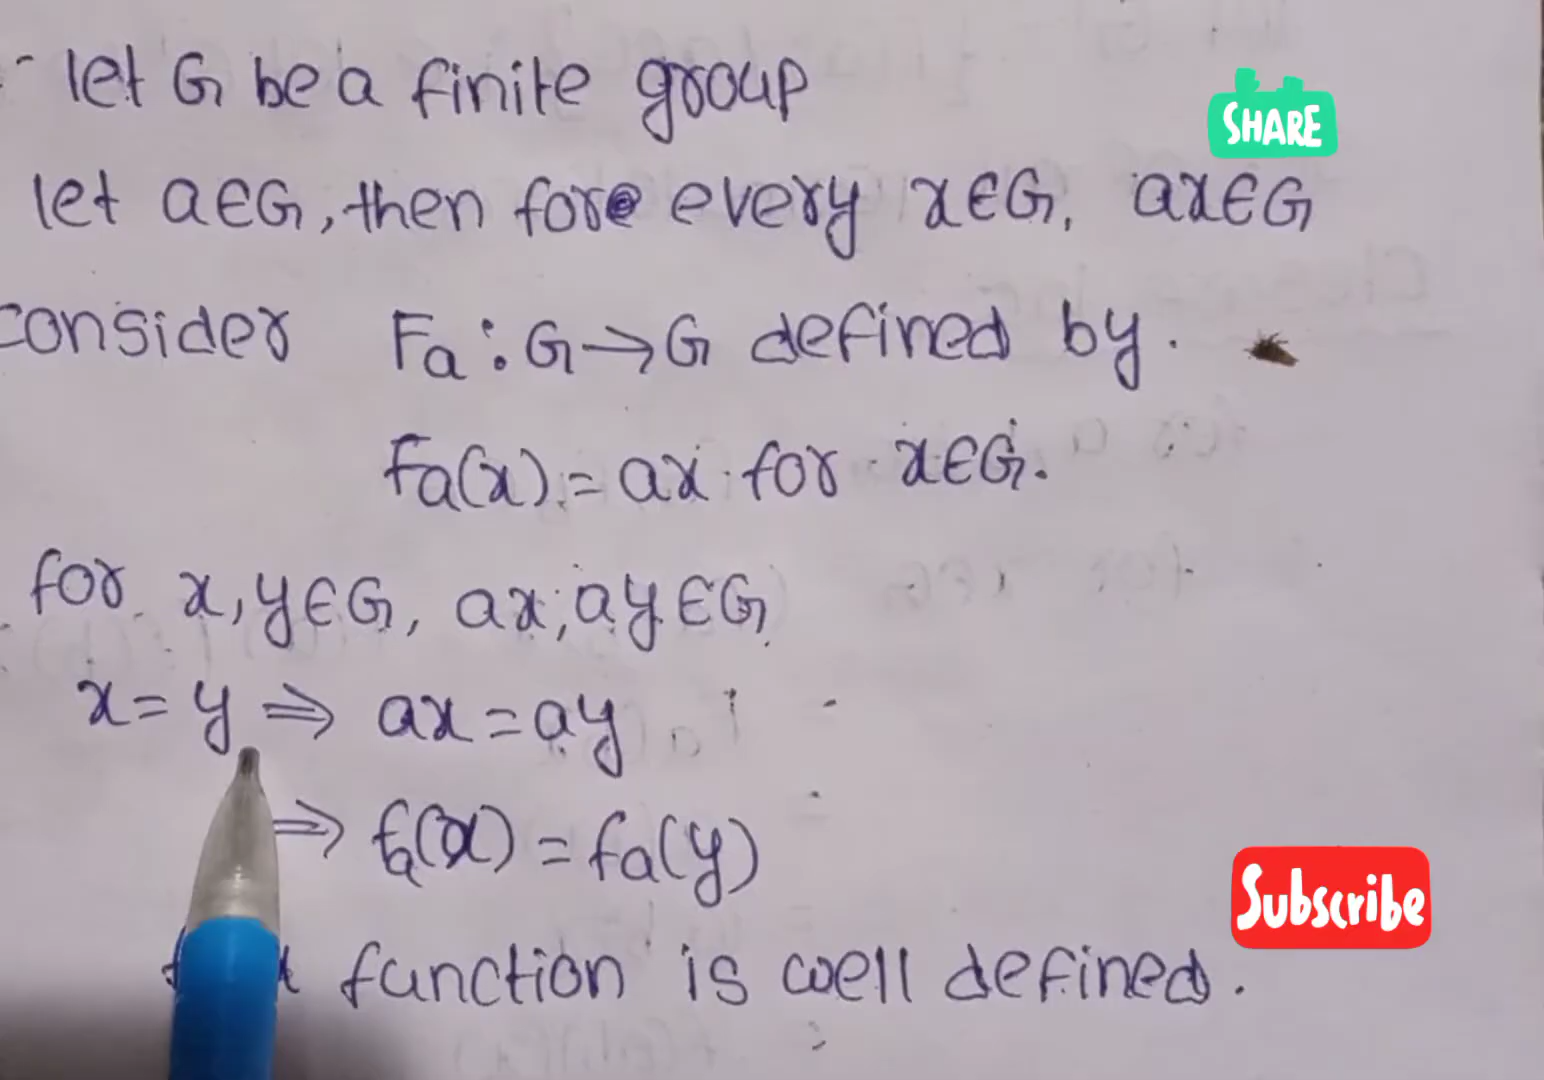 let G be a finite group
SHARE
let a∈G, then for every x∈G, ax∈G
consider Fa : G→G defined by.
Fa(x) = ax for x∈G.
for x, y∈G, ax, ay∈G
x = y ⇒ ax = ay
⇒ fa(x) = fa(y)
Subscribe
function is well defined.